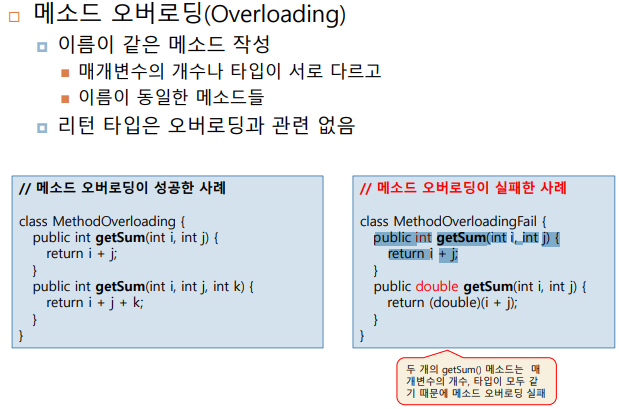 메소드 오버로딩(Overloading)
이름이 같은 메소드 작성
매개변수의 개수나 타입이 서로 다르고
이름이 동일한 메소드들
리턴 타입은 오버로딩과 관련 없음
// 메소드 오버로딩이 성공한 사례
class MethodOverloading {
public int getSum(int i, int j) {
return i + j;
}
public int getSum(int i, int j, int k) {
return i + j + k;
}
}
// 메소드 오버로딩이 실패한 사례
class MethodOverloadingFail {
public int getSum(int i, int j) {
return i + j;
}
public double getSum(int i, int j) {
return (double)(i + j);
}
}
두 개의 getSum() 메소드는 매
개변수의 개수, 타입이 모두 같
기 때문에 메소드 오버로딩 실패